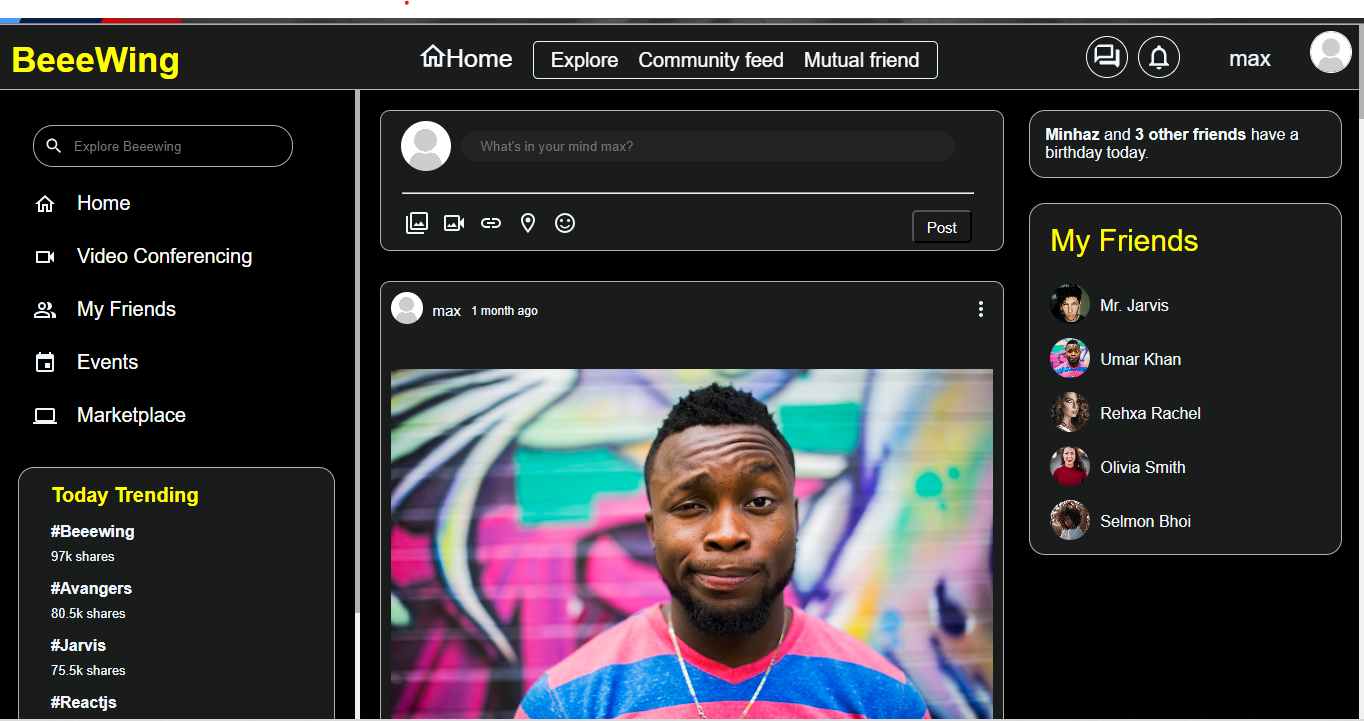 BeeeWing
Home
Explore Community feed Mutual friend
max
Explore Beeewing
Home
Video Conferencing
My Friends
Events
Marketplace
Today Trending
#Beeewing
97k shares
#Avangers
80.5k shares
#Jarvis
75.5k shares
#Reactjs
What's in your mind max?
Post
max 1 month ago
Minhaz and 3 other friends have a
birthday today.
My Friends
Mr. Jarvis
Umar Khan
Rehxa Rachel
Olivia Smith
Selmon Bhoi